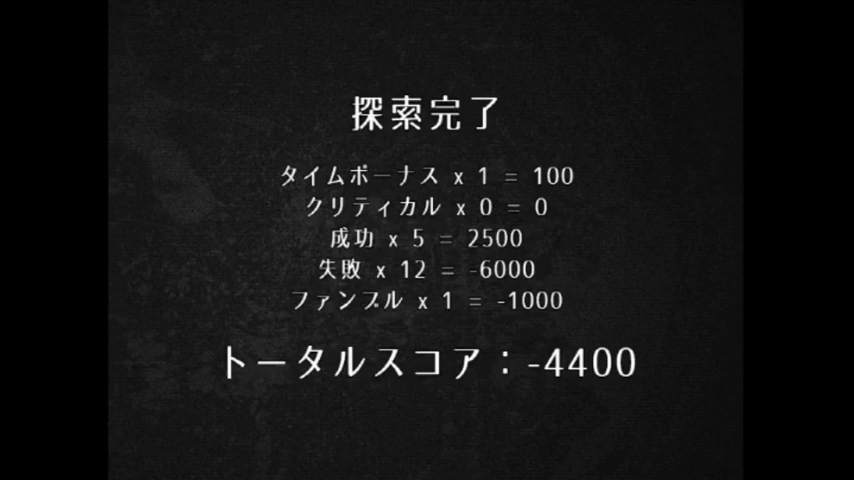 探索完了
タイムボーナス x 1 = 100
クリティカル x 0 = 0
成功 x 5 = 2500
失敗 x 12 = -6000
ファンブル x 1 = -1000
トータルスコア：-4400